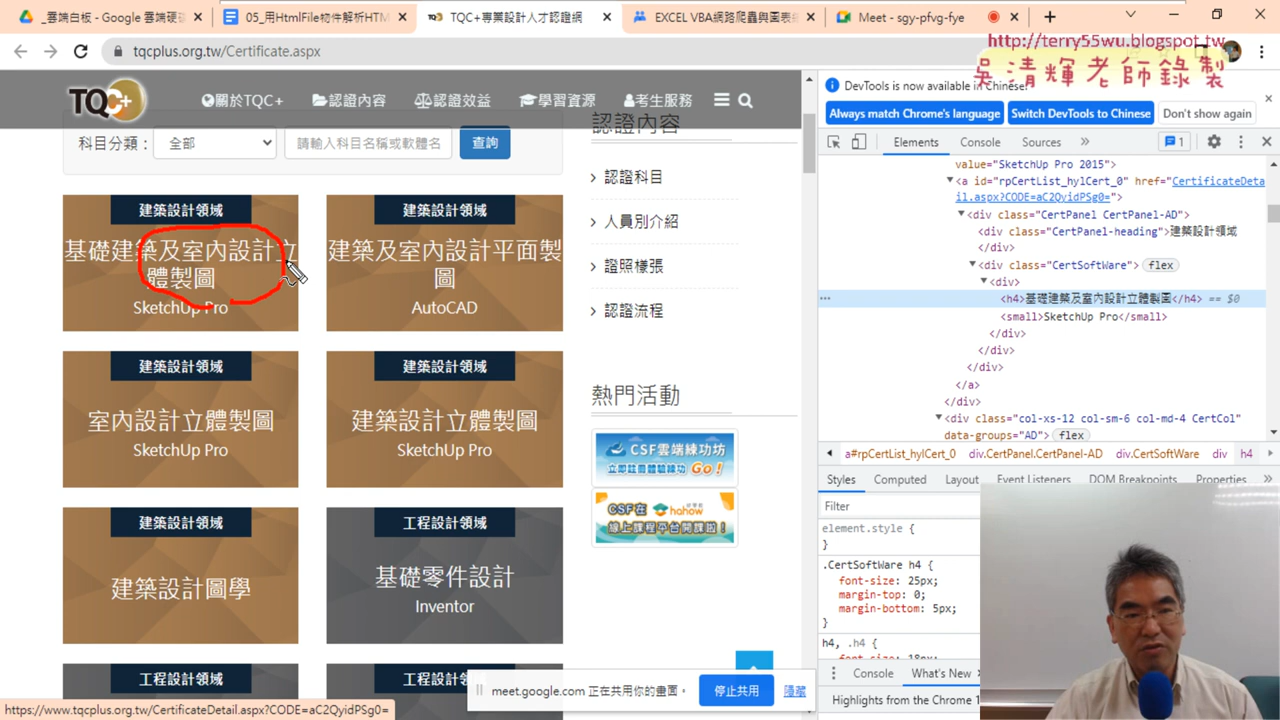 _雲端白板 - Google 雲端硬碟
05_用HtmlFile物件解析HTM
TQC+專業設計人才認證網
EXCEL VBA網路爬蟲與圖表統
Meet - sgy-pfvg-fye
tqcplus.org.tw/Certificate.aspx
http://terry55wu.blogspot.tw
吳清輝老師錄製
TQC+
關於TQC+
認證內容
認證效益
學習資源
考生服務
科目分類：
全部
請輸入科目名稱或軟體名
查詢
建築設計領域
基礎建築及室內設計立
體製圖
SketchUp Pro
建築設計領域
建築及室內設計平面製
圖
AutoCAD
建築設計領域
室內設計立體製圖
SketchUp Pro
建築設計領域
建築設計立體製圖
SketchUp Pro
建築設計領域
建築設計圖學
工程設計領域
基礎零件設計
Inventor
工程設計領域
工程設計領域
認證內容
認證科目
人員別介紹
證照樣張
認證流程
熱門活動
CSF雲端練功坊
立即註冊體驗練功 Go!
CSF在 hahow
線上課程平台開課啦！
meet.google.com 正在共用你的畫面。
停止共用
隱藏
https://www.tqcplus.org.tw/CertificateDetail.aspx?CODE=aC2QyidPSg0=
DevTools is now available in Chinese!
Always match Chrome's language
Switch DevTools to Chinese
Don't show again
Elements
Console
Sources
1
value="SketchUp Pro 2015">
<a id="rpCertList_hylCert_0" href="CertificateDeta
il.aspx?CODE=aC2QyidPSg0=">
<div class="CertPanel CertPanel-AD">
<div class="CertPanel-heading">建築設計領域
</div>
<div class="CertSoftWare"> flex
<div>
<h4>基礎建築及室內設計立體製圖</h4> == $0
<small>SketchUp Pro</small>
</div>
</div>
</div>
</a>
</div>
<div class="col-xs-12 col-sm-6 col-md-4 CertCol"
data-groups="AD"> flex
a#rpCertList_hylCert_0
div.CertPanel.CertPanel-AD
div.CertSoftWare
div
h4
Styles
Computed
Layout
Event Listeners
DOM Breakpoints
Properties
Filter
element.style {
}
.CertSoftWare h4 {
font-size: 25px;
margin-top: 0;
margin-bottom: 5px;
}
h4, .h4 {
font-size: 18px
Console
What's New
Highlights from the Chrome 1